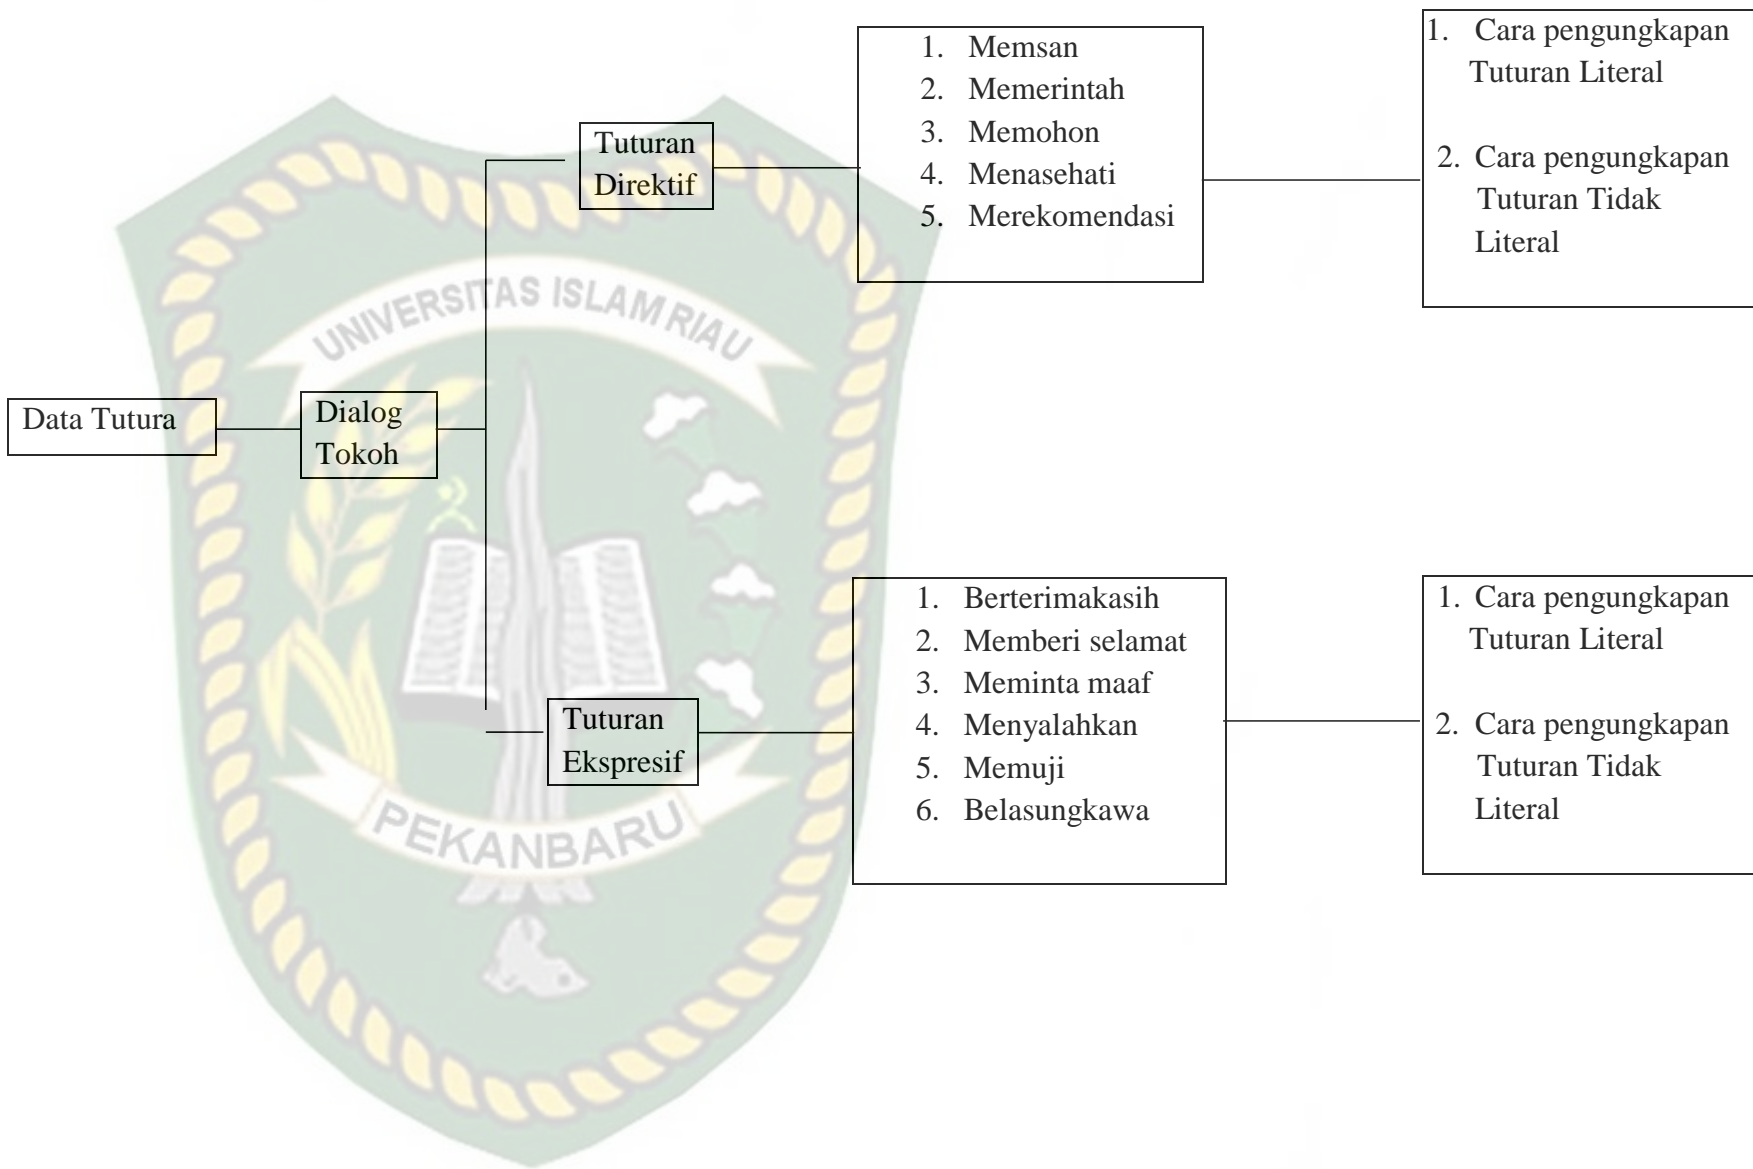 Data Tutura
Dialog
Tokoh
Tuturan
Direktif
1. Memsan
2. Memerintah
3. Memohon
4. Menasehati
5. Merekomendasi
1. Cara pengungkapan
Tuturan Literal
2. Cara pengungkapan
Tuturan Tidak
Literal
Tuturan
Ekspresif
1. Berterimakasih
2. Memberi selamat
3. Meminta maaf
4. Menyalahkan
5. Memuji
6. Belasungkawa
1. Cara pengungkapan
Tuturan Literal
2. Cara pengungkapan
Tuturan Tidak
Literal
UNIVERSITAS ISLAM RIAU
PEKANBARU